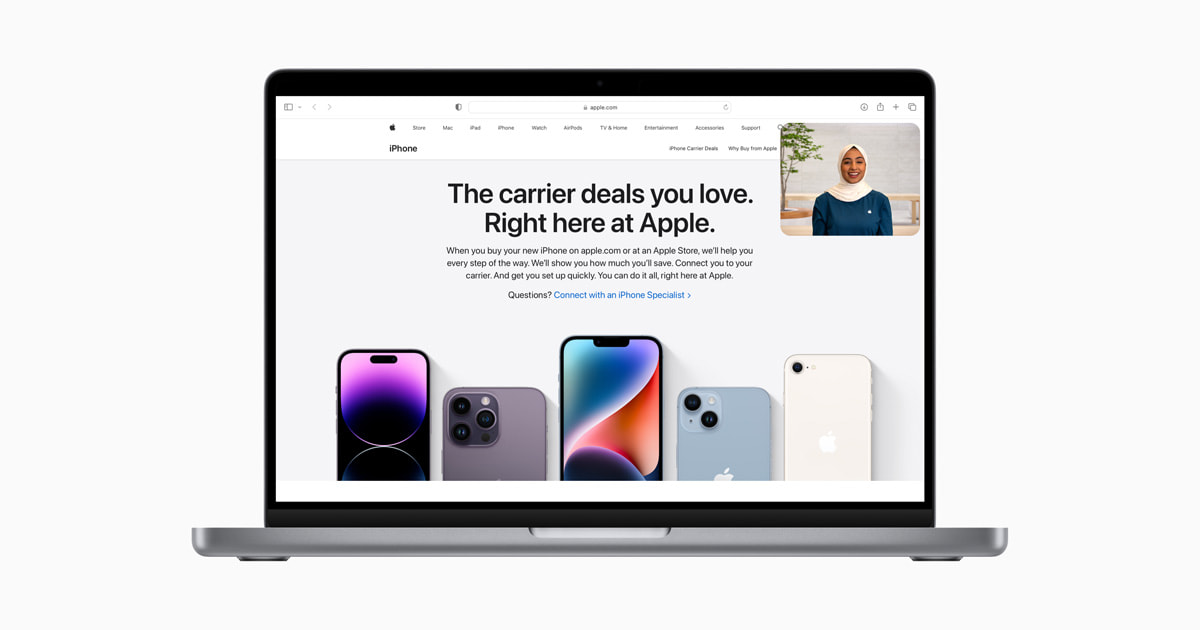 apple.com
Store Mac iPad iPhone Watch AirPods TV & Home Entertainment Accessories Support
iPhone
iPhone Carrier Deals Why Buy from Apple
The carrier deals you love.
Right here at Apple.
When you buy your new iPhone on apple.com or at an Apple Store, we’ll help you
every step of the way. We’ll show you how much you’ll save. Connect you to your
carrier. And get you set up quickly. You can do it all, right here at Apple.
Questions? Connect with an iPhone Specialist >